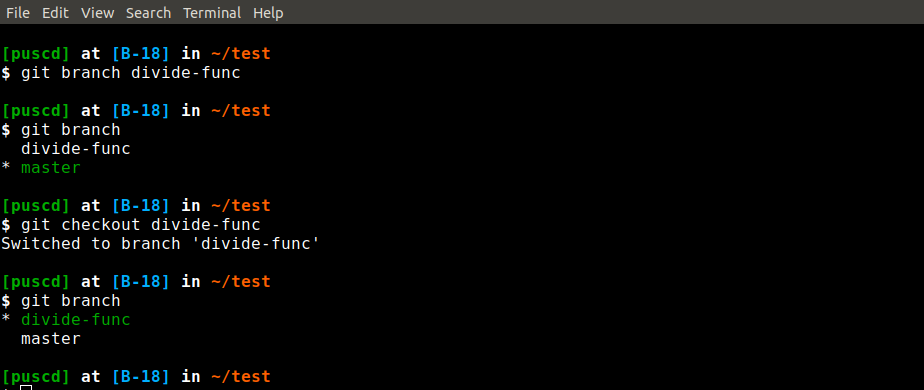 File Edit View Search Terminal Help
[puscd] at [B-18] in ~/test
$ git branch divide-func
[puscd] at [B-18] in ~/test
$ git branch
divide-func
* master
[puscd] at [B-18] in ~/test
$ git checkout divide-func
Switched to branch 'divide-func'
[puscd] at [B-18] in ~/test
$ git branch
* divide-func
master
[puscd] at [B-18] in ~/test